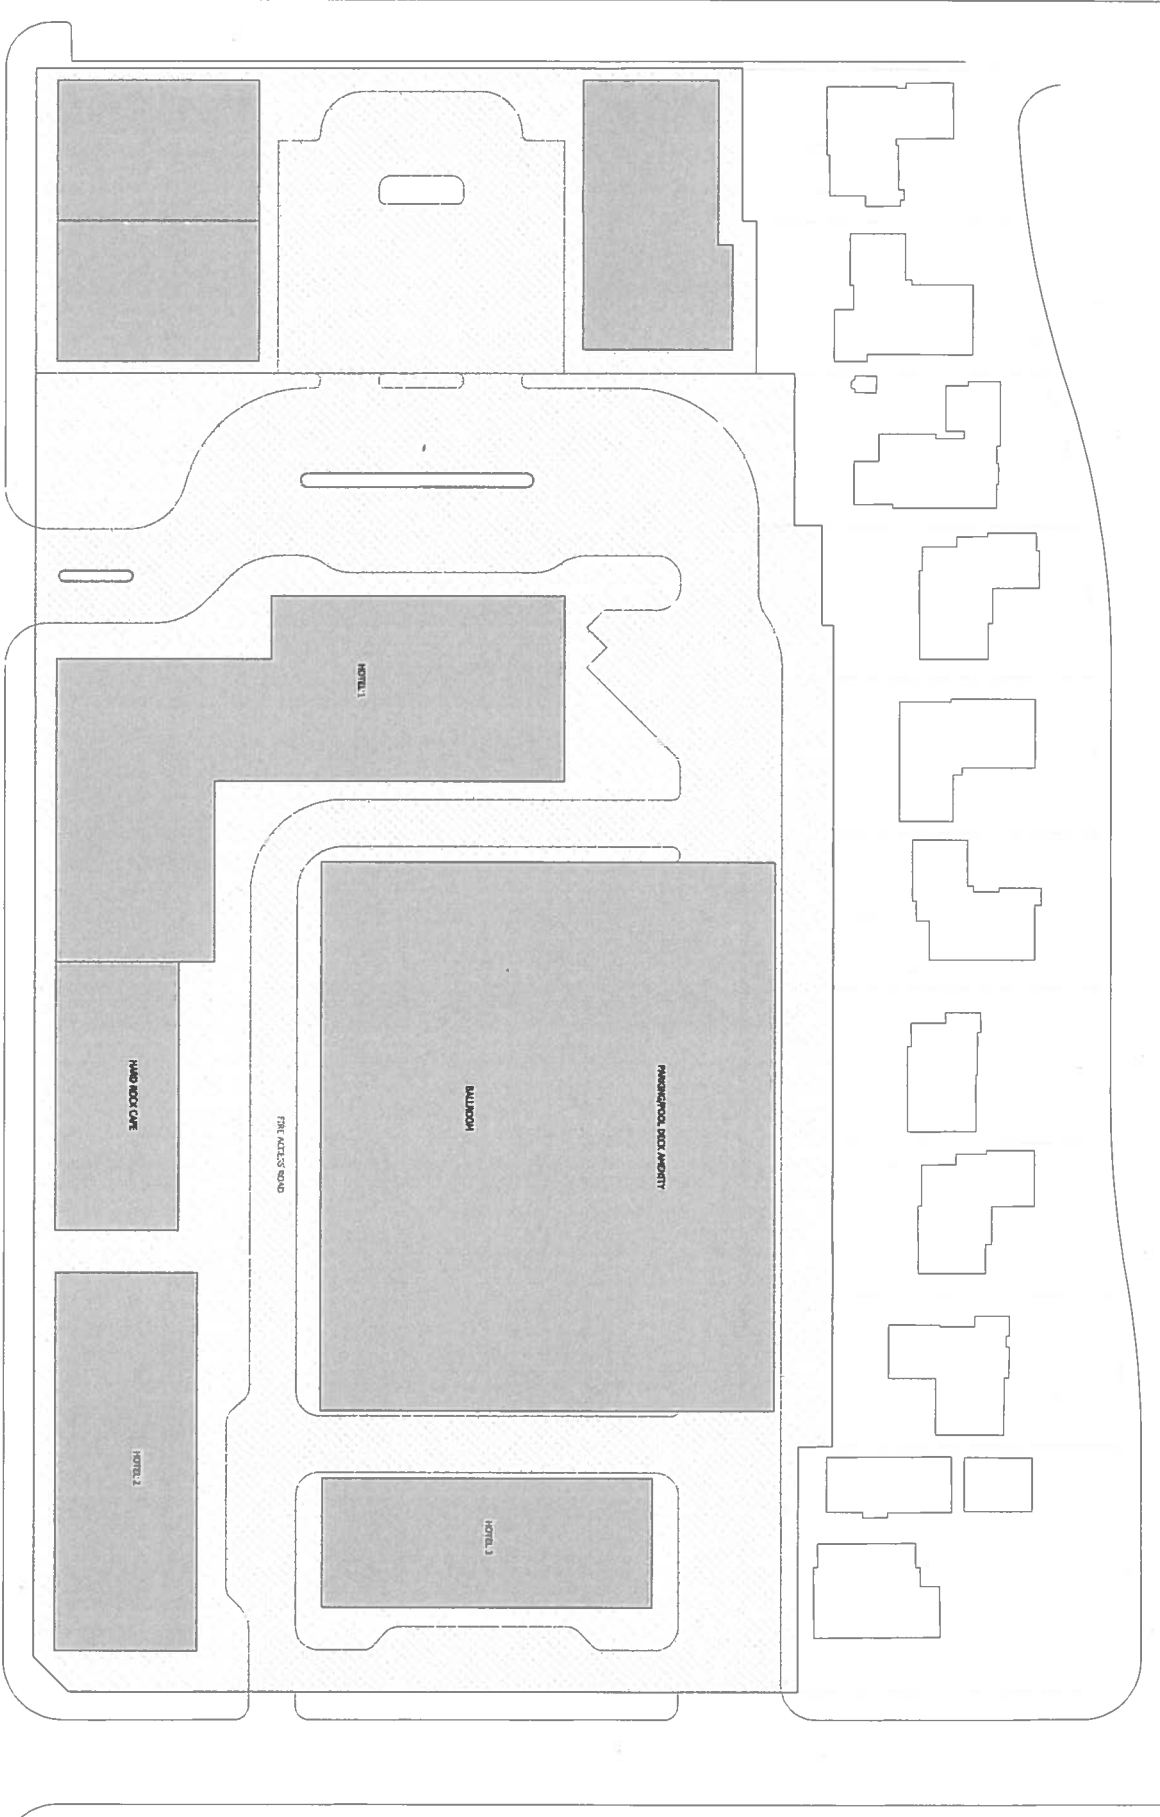 HOTEL 1
HARD ROCK CAFE
FIRE ACCESS ROAD
BALLROOM
PARKING/POOL DECK AMENITY
HOTEL 2
HOTEL 3